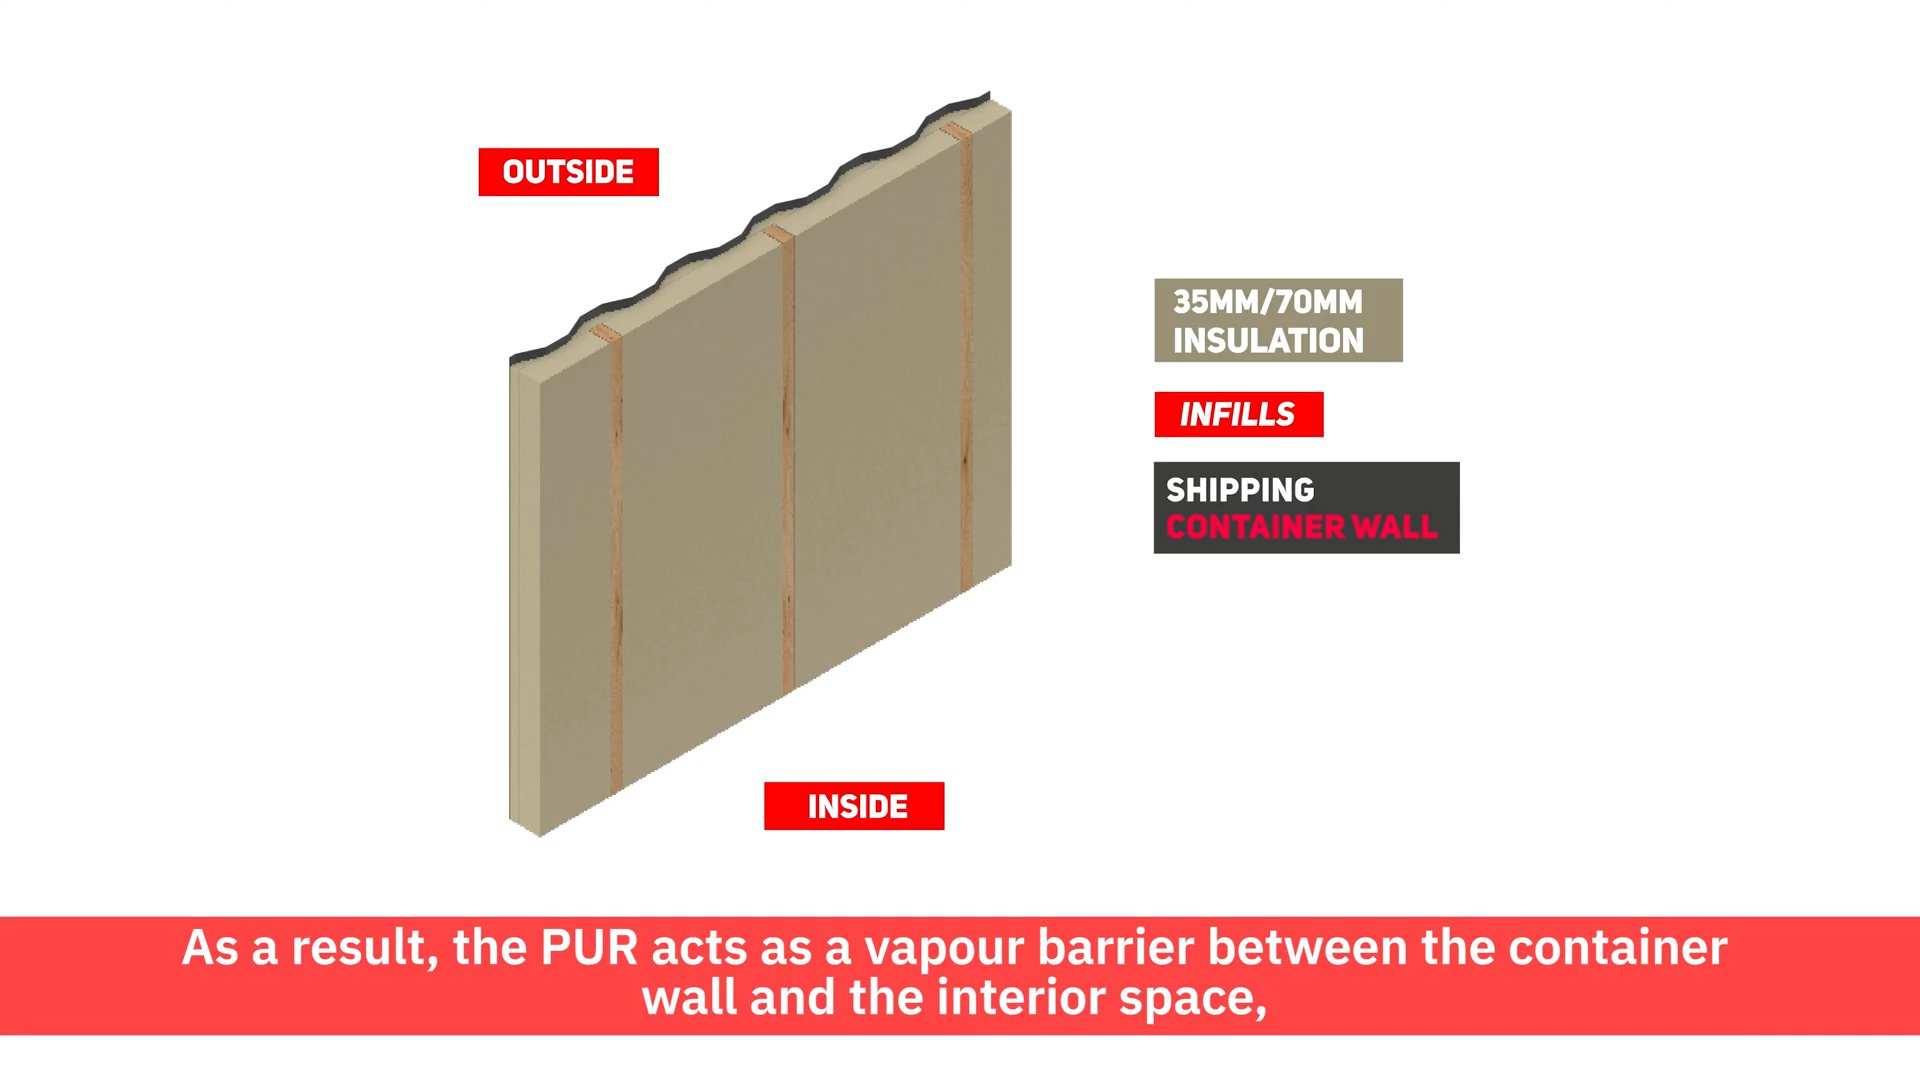 OUTSIDE
35MM/70MM
INSULATION
INFILLS
SHIPPING
CONTAINER WALL
INSIDE
As a result, the PUR acts as a vapour barrier between the container
wall and the interior space,